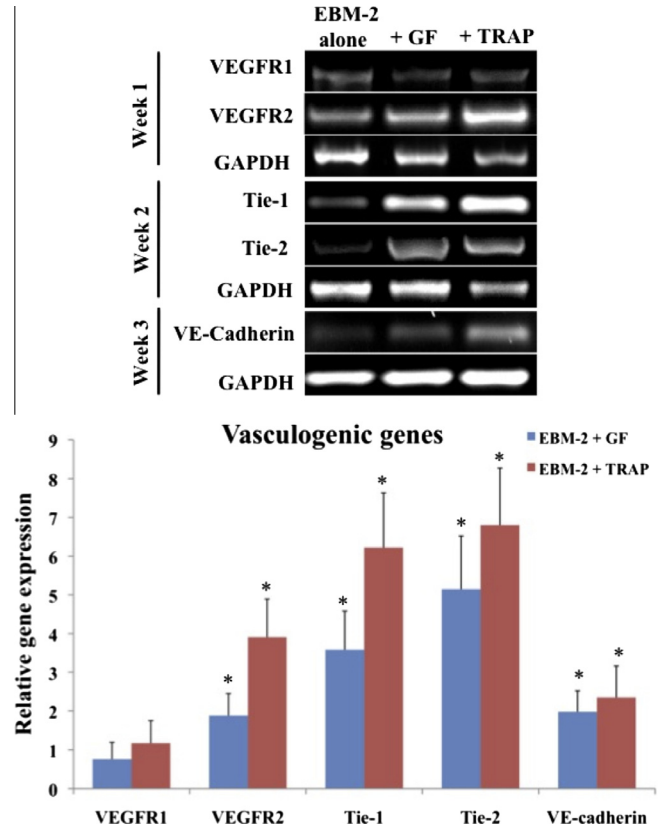 EBM-2
alone + GF + TRAP
Week 1
VEGFR1
VEGFR2
GAPDH
Week 2
Tie-1
Tie-2
GAPDH
Week 3
VE-Cadherin
GAPDH
Vasculogenic genes
EBM-2 + GF
EBM-2 + TRAP
Relative gene expression
9
8
7
6
5
4
3
2
1
0
* * * * * * * *
VEGFR1 VEGFR2 Tie-1 Tie-2 VE-cadherin